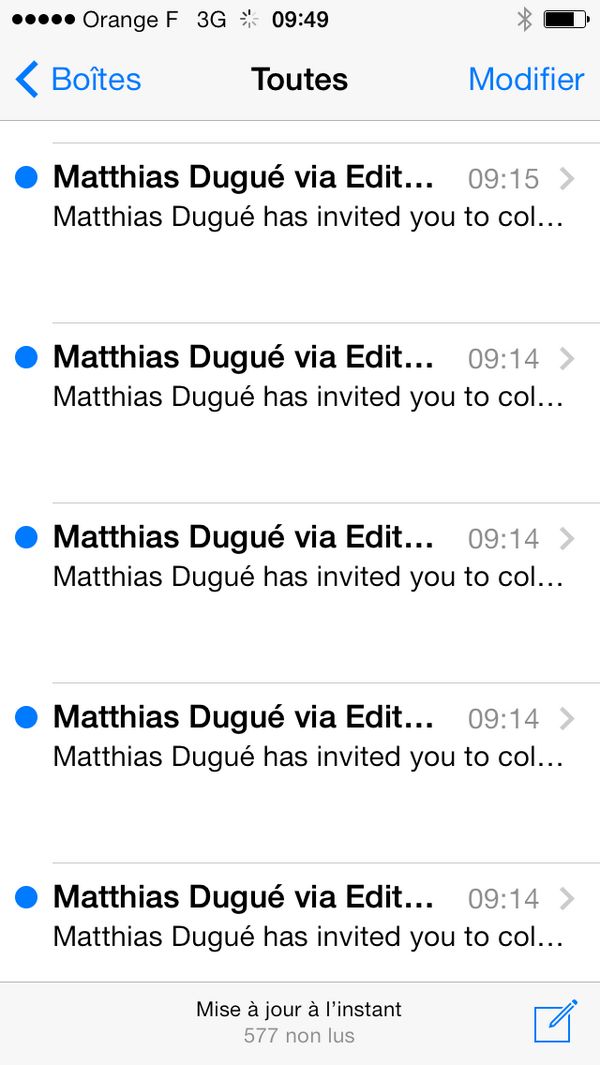 Orange F 3G 09:49
Boîtes Toutes Modifier
Matthias Dugué via Edit… 09:15
Matthias Dugué has invited you to col…
Matthias Dugué via Edit… 09:14
Matthias Dugué has invited you to col…
Matthias Dugué via Edit… 09:14
Matthias Dugué has invited you to col…
Matthias Dugué via Edit… 09:14
Matthias Dugué has invited you to col…
Matthias Dugué via Edit… 09:14
Matthias Dugué has invited you to col…
Mise à jour à l’instant
577 non lus